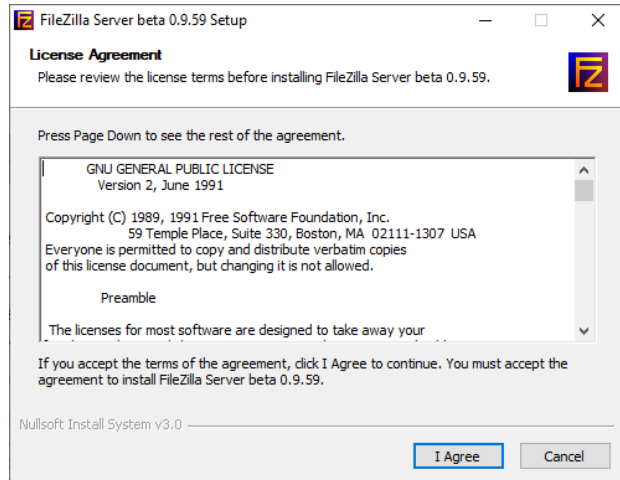 FileZilla Server beta 0.9.59 Setup
License Agreement
Please review the license terms before installing FileZilla Server beta 0.9.59.
FZ
Press Page Down to see the rest of the agreement.
GNU GENERAL PUBLIC LICENSE
Version 2, June 1991
Copyright (C) 1989, 1991 Free Software Foundation, Inc.
59 Temple Place, Suite 330, Boston, MA 02111-1307 USA
Everyone is permitted to copy and distribute verbatim copies
of this license document, but changing it is not allowed.
Preamble
The licenses for most software are designed to take away your
If you accept the terms of the agreement, click I Agree to continue. You must accept the
agreement to install FileZilla Server beta 0.9.59.
Nullsoft Install System v3.0
I Agree
Cancel